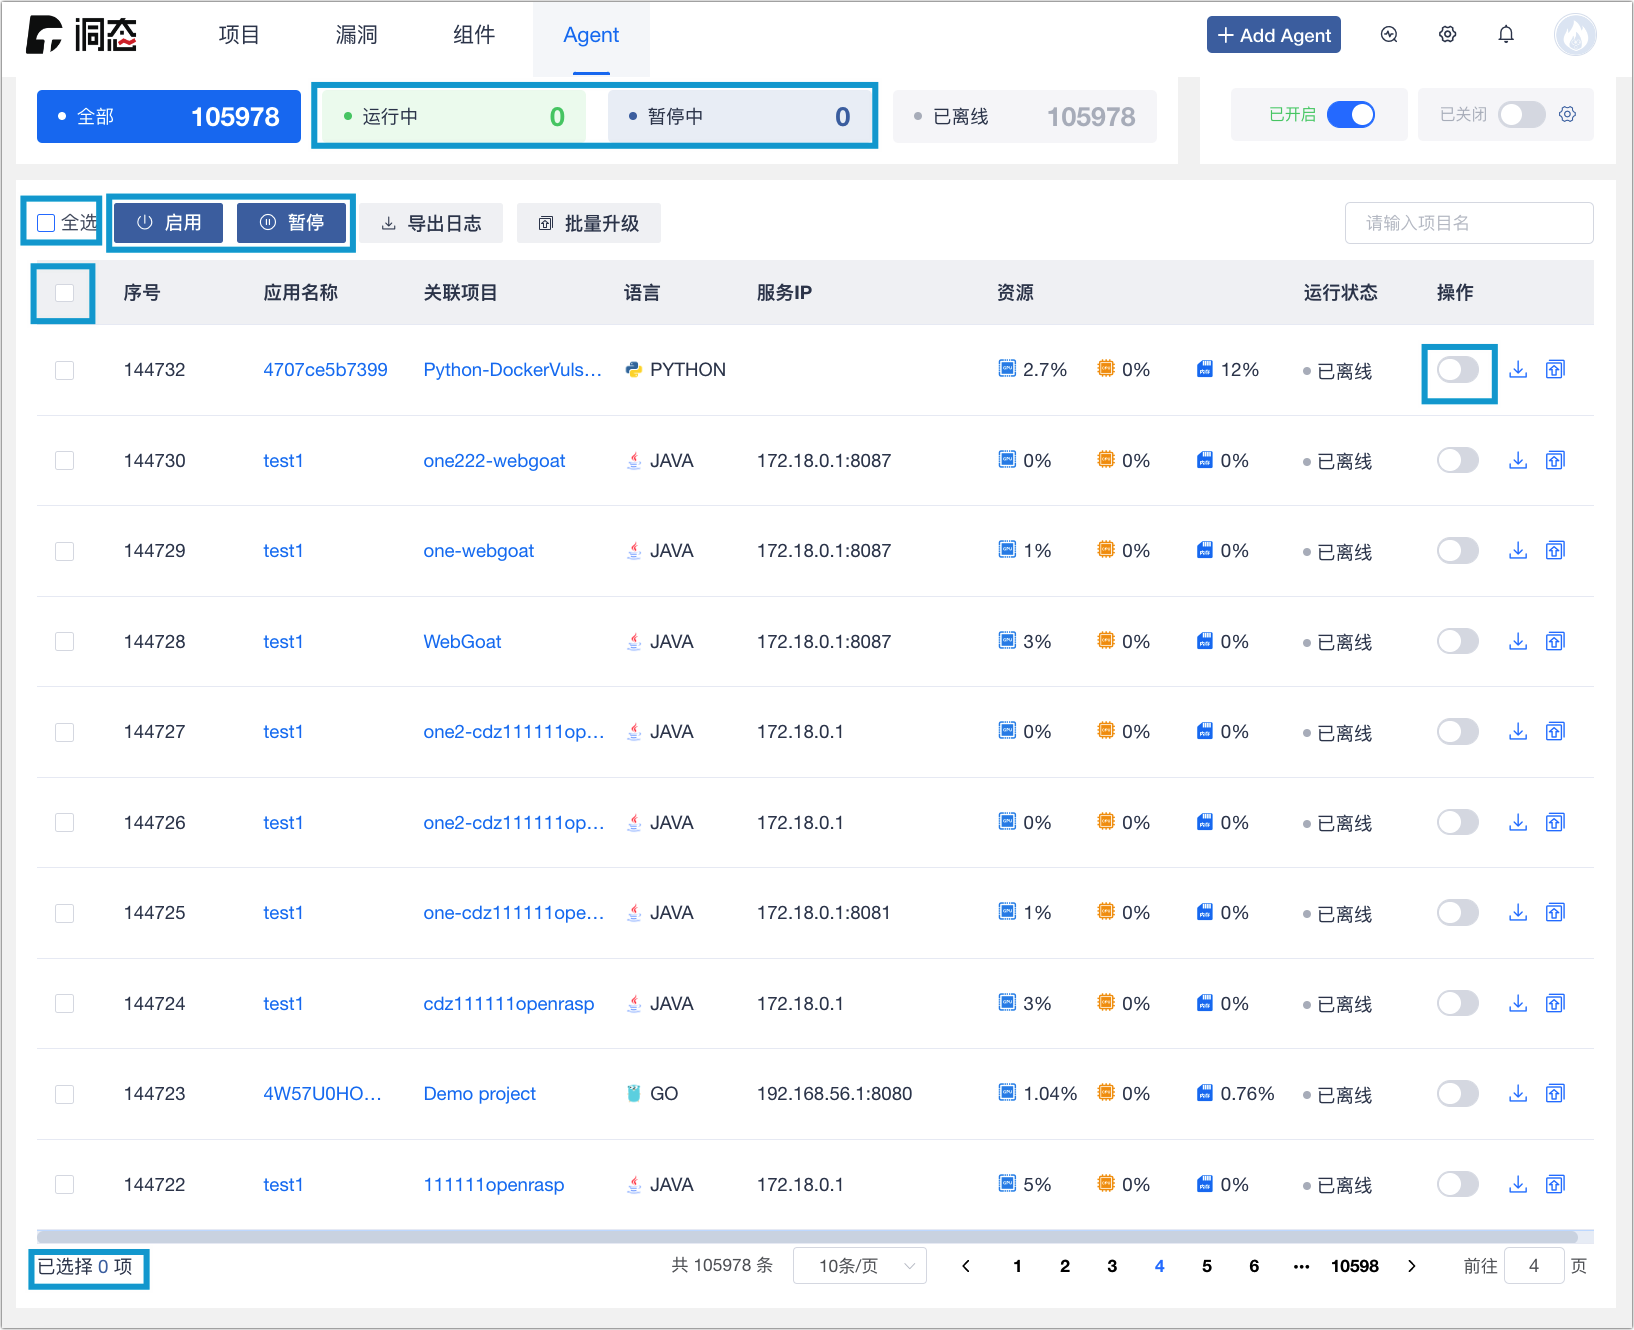 洞态 项目 漏洞 组件 Agent + Add Agent
全部 105978 运行中 0 暂停中 0 已离线 105978 已开启 已关闭
全选 启用 暂停 导出日志 批量升级 请输入项目名
序号 应用名称 关联项目 语言 服务IP 资源 运行状态 操作
144732 4707ce5b7399 Python-DockerVuls... PYTHON 2.7% 0% 12% 已离线
144730 test1 one222-webgoat JAVA 172.18.0.1:8087 0% 0% 0% 已离线
144729 test1 one-webgoat JAVA 172.18.0.1:8087 1% 0% 0% 已离线
144728 test1 WebGoat JAVA 172.18.0.1:8087 3% 0% 0% 已离线
144727 test1 one2-cdz111111op... JAVA 172.18.0.1 0% 0% 0% 已离线
144726 test1 one2-cdz111111op... JAVA 172.18.0.1 0% 0% 0% 已离线
144725 test1 one-cdz111111ope... JAVA 172.18.0.1:8081 1% 0% 0% 已离线
144724 test1 cdz111111openrasp JAVA 172.18.0.1 3% 0% 0% 已离线
144723 4W57U0HO... Demo project GO 192.168.56.1:8080 1.04% 0% 0.76% 已离线
144722 test1 111111openrasp JAVA 172.18.0.1 5% 0% 0% 已离线
已选择 0 项 共 105978 条 10条/页 1 2 3 4 5 6 ... 10598 前往 4 页